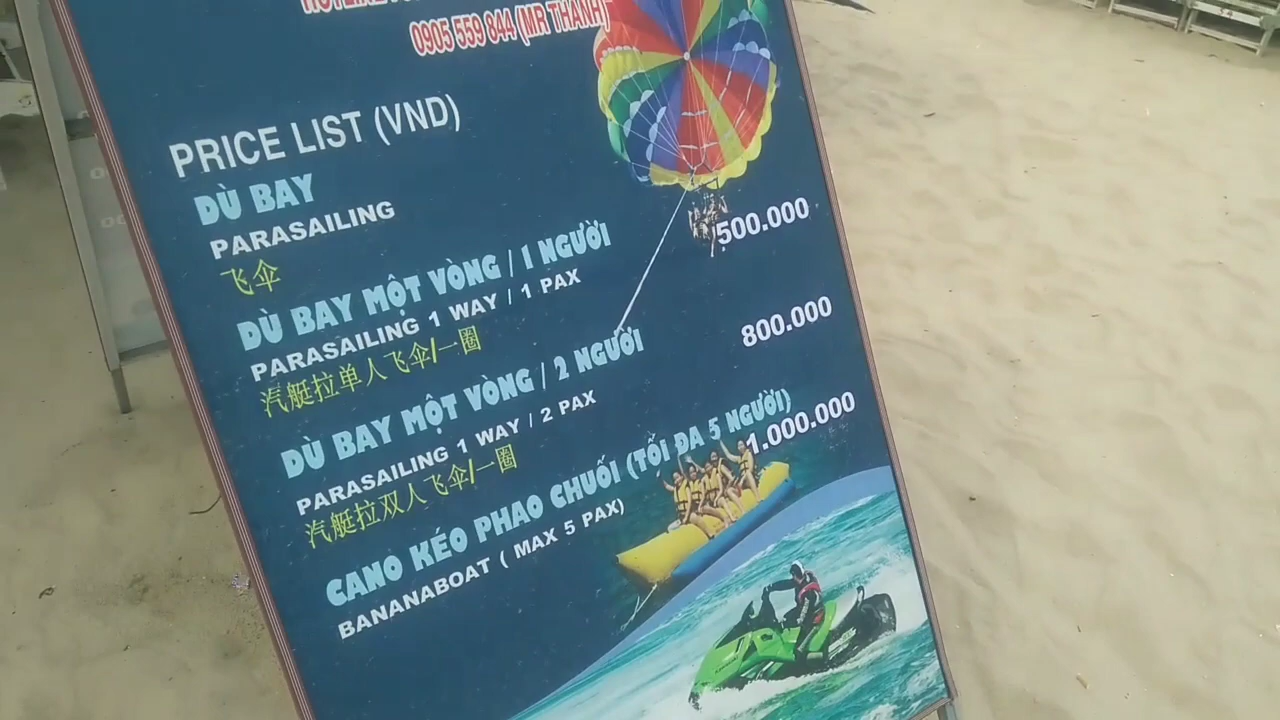 0905 559 844 (MR THANH)
PRICE LIST (VND)
DÙ BAY
PARASAILING
飞伞
DÙ BAY MỘT VÒNG / 1 NGƯỜI
500.000
PARASAILING 1 WAY / 1 PAX
汽艇拉单人飞伞/一圈
DÙ BAY MỘT VÒNG / 2 NGƯỜI
800.000
PARASAILING 1 WAY / 2 PAX
汽艇拉双人飞伞/一圈
CANO KÉO PHAO CHUỐI (TỐI ĐA 5 NGƯỜI)
1.000.000
BANANABOAT ( MAX 5 PAX)